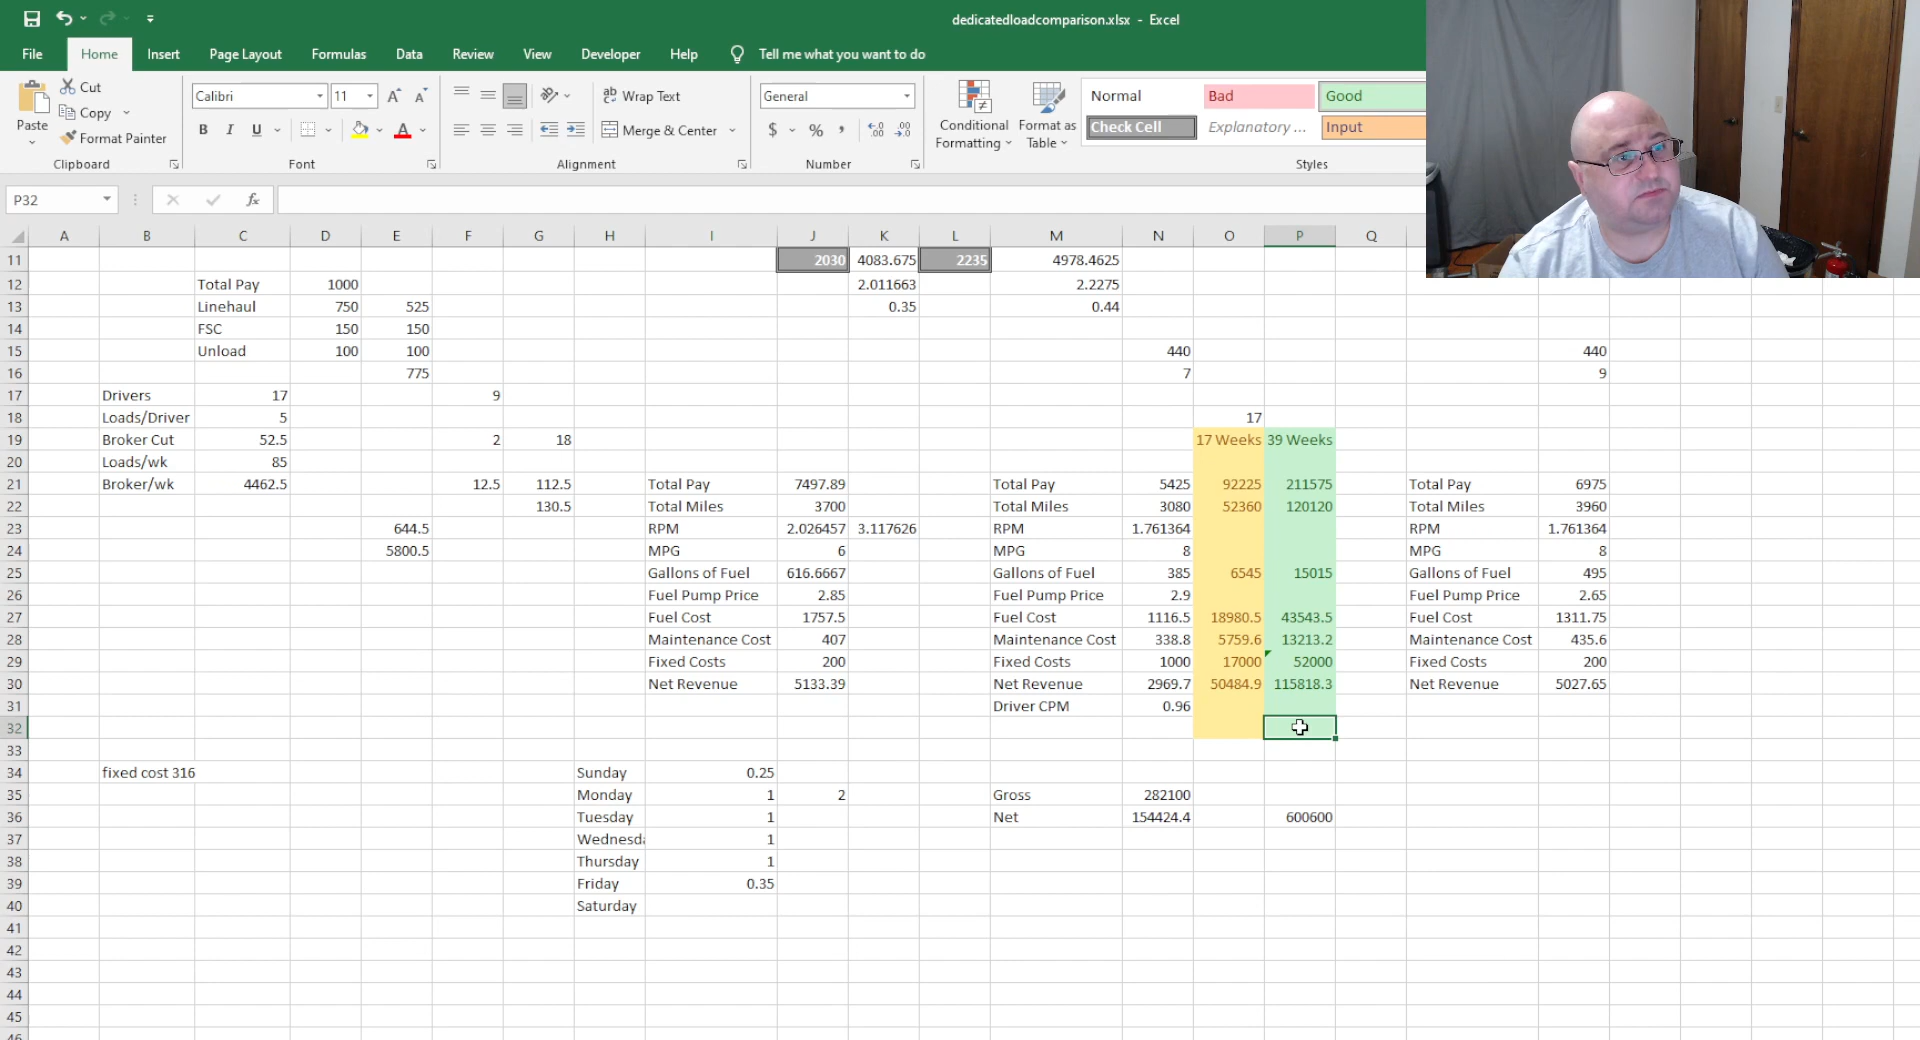 dedicatedloadcomparison.xlsx - Excel
File Home Insert Page Layout Formulas Data Review View Developer Help Tell me what you want to do
Cut
Copy
Format Painter
Paste
Clipboard
Calibri 11
B I U
Font
Wrap Text
Merge & Center
Alignment
General
$ % ,
Number
Conditional Formatting
Format as Table
Normal Bad Good
Check Cell Explanatory ... Input
Styles
P32 fx
A B C D E F G H I J K L M N O P Q
11 2030 4083.675 2235 4978.4625
12 Total Pay 1000 2.011663 2.2275
13 Linehaul 750 525 0.35 0.44
14 FSC 150 150
15 Unload 100 100 440 440
16 775 7 9
17 Drivers 17 9
18 Loads/Driver 5 17
19 Broker Cut 52.5 2 18 17 Weeks 39 Weeks
20 Loads/wk 85
21 Broker/wk 4462.5 12.5 112.5 Total Pay 7497.89 Total Pay 5425 92225 211575 Total Pay 6975
22 130.5 Total Miles 3700 Total Miles 3080 52360 120120 Total Miles 3960
23 644.5 RPM 2.026457 3.117626 RPM 1.761364 RPM 1.761364
24 5800.5 MPG 6 MPG 8 MPG 8
25 Gallons of Fuel 616.6667 Gallons of Fuel 385 6545 15015 Gallons of Fuel 495
26 Fuel Pump Price 2.85 Fuel Pump Price 2.9 Fuel Pump Price 2.65
27 Fuel Cost 1757.5 Fuel Cost 1116.5 18980.5 43543.5 Fuel Cost 1311.75
28 Maintenance Cost 407 Maintenance Cost 338.8 5759.6 13213.2 Maintenance Cost 435.6
29 Fixed Costs 200 Fixed Costs 1000 17000 52000 Fixed Costs 200
30 Net Revenue 5133.39 Net Revenue 2969.7 50484.9 115818.3 Net Revenue 5027.65
31 Driver CPM 0.96
32
33
34 fixed cost 316 Sunday 0.25
35 Monday 1 2 Gross 282100
36 Tuesday 1 Net 154424.4 600600
37 Wednesda 1
38 Thursday 1
39 Friday 0.35
40 Saturday
41
42
43
44
45
46